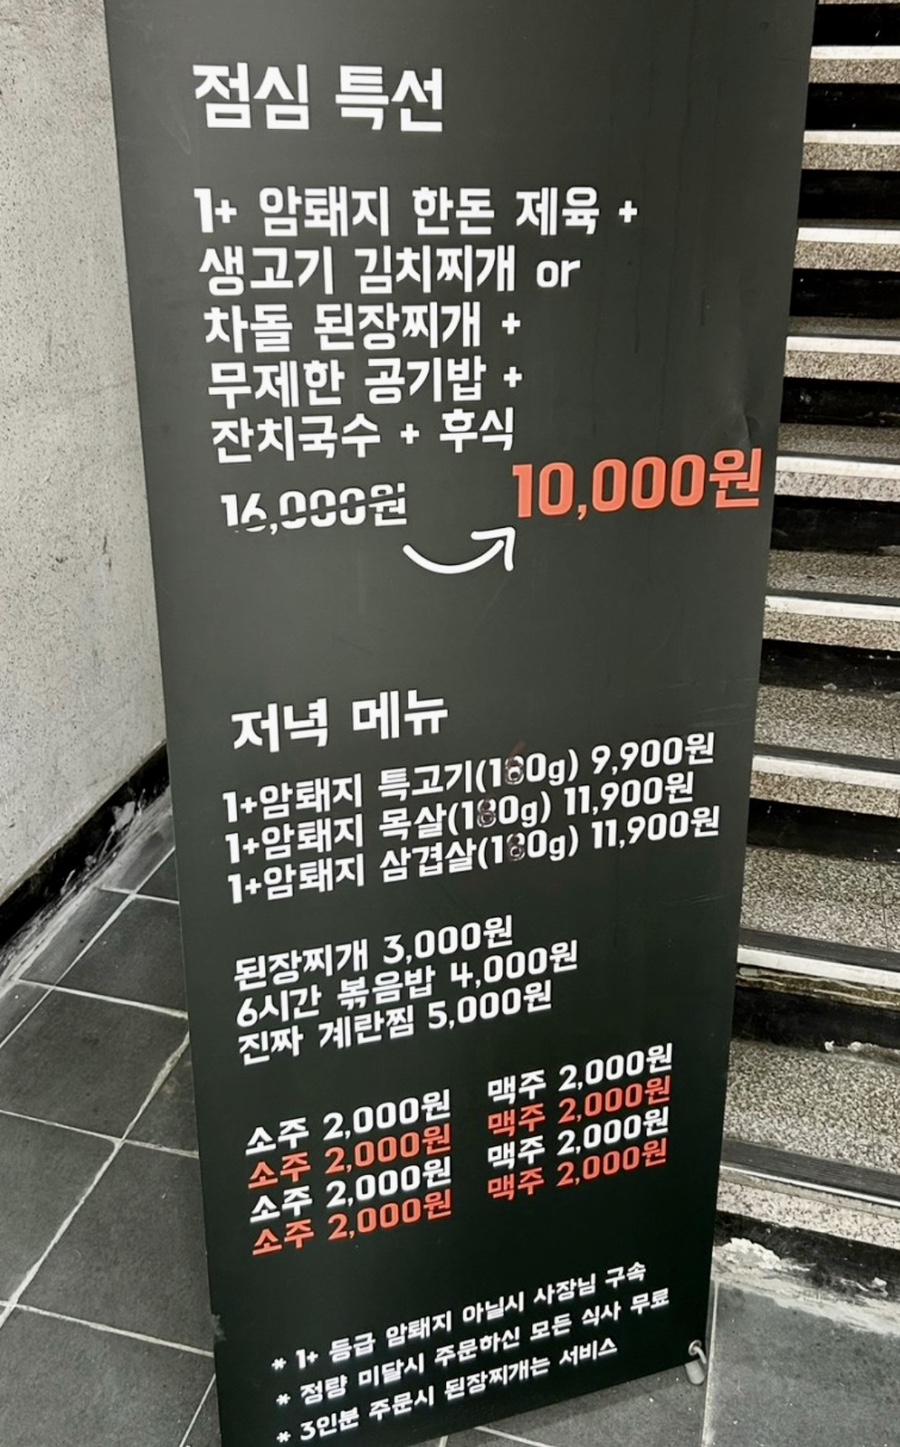 점심 특선
1+ 암퇘지 한돈 제육 +
생고기 김치찌개 or
차돌 된장찌개 +
무제한 공기밥 +
잔치국수 + 후식
16,000원 10,000원
저녁 메뉴
1+암퇘지 특고기(160g) 9,900원
1+암퇘지 목살(180g) 11,900원
1+암퇘지 삼겹살(160g) 11,900원
된장찌개 3,000원
6시간 볶음밥 4,000원
진짜 계란찜 5,000원
소주 2,000원 맥주 2,000원
소주 2,000원 맥주 2,000원
소주 2,000원 맥주 2,000원
소주 2,000원 맥주 2,000원
* 1+ 등급 암퇘지 아닐시 사장님 구속
* 정량 미달시 주문하신 모든 식사 무료
* 3인분 주문시 된장찌개는 서비스